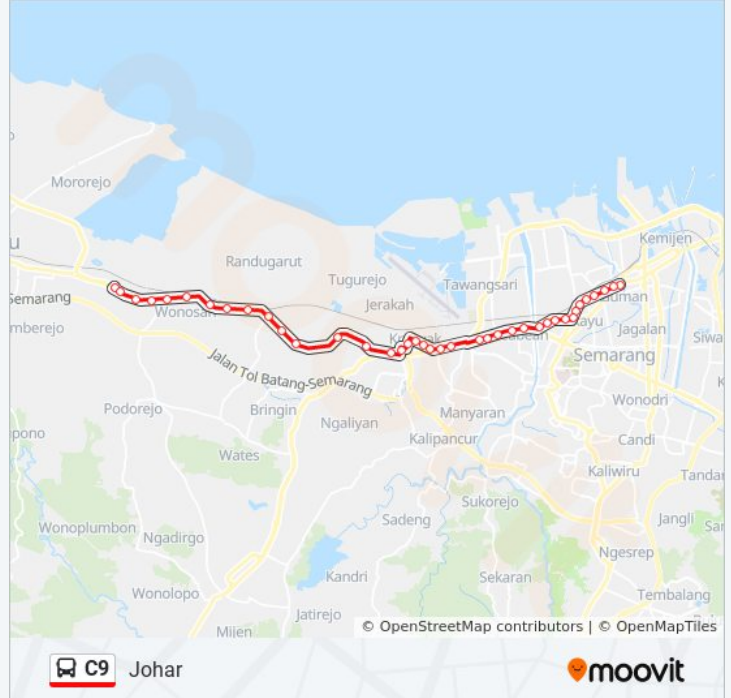 Kemijen
Mororejo
u
Randugarut
Tugurejo
Tawangsari
Semarang
Jerakah
Wonosari
Jagalan
Siwa
mberejo
Semarang
Jalan Tol Batang-Semarang
Wonodri
Podorejo
Bringin
Manyaran
Ngaliyan
pono
Kalipancur
Candi
Wates
Kaliwiru
Tandan
Sukorejo
Jangli
Sadeng
Wonoplumbon
Ngadirgo
Sar
Ngesrep
Kandri
Sekaran
Wonolopo
Tembalang
Jatirejo
Mijen
© OpenStreetMap contributors | © OpenMapTiles
C9 Johar
moovit